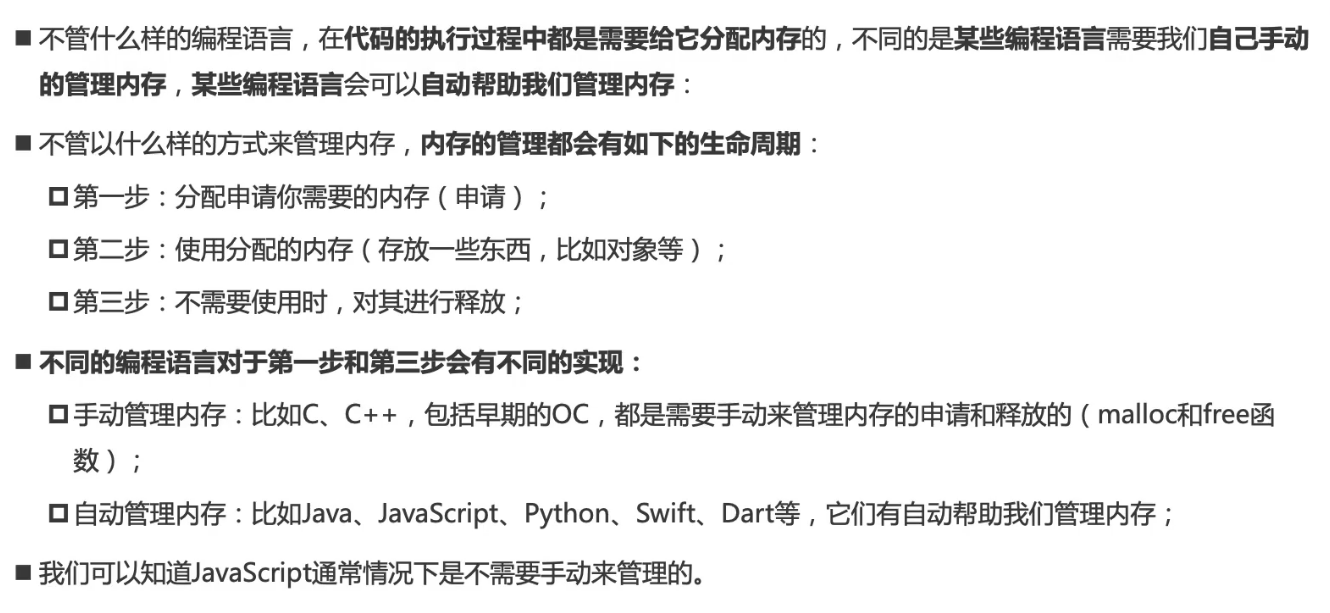 ■ 不管什么样的编程语言，在代码的执行过程中都是需要给它分配内存的，不同的是某些编程语言需要我们自己手动
的管理内存，某些编程语言会可以自动帮助我们管理内存：
■ 不管以什么样的方式来管理内存，内存的管理都会有如下的生命周期：
□ 第一步：分配申请你需要的内存（申请）；
□ 第二步：使用分配的内存（存放一些东西，比如对象等）；
□ 第三步：不需要使用时，对其进行释放；
■ 不同的编程语言对于第一步和第三步会有不同的实现：
□ 手动管理内存：比如C、C++，包括早期的OC，都是需要手动来管理内存的申请和释放的（malloc和free函
数）；
□ 自动管理内存：比如Java、JavaScript、Python、Swift、Dart等，它们有自动帮助我们管理内存；
■ 我们可以知道JavaScript通常情况下是不需要手动来管理的。